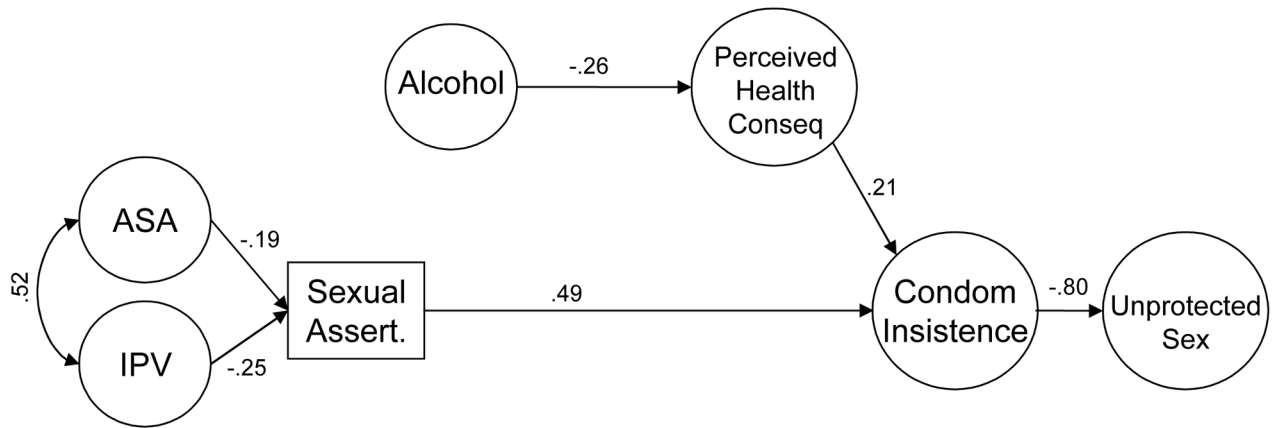 Alcohol
-.26
Perceived
Health
Conseq
.21
ASA
-.19
.52
IPV
-.25
Sexual
Assert.
.49
Condom
Insistence
-.80
Unprotected
Sex